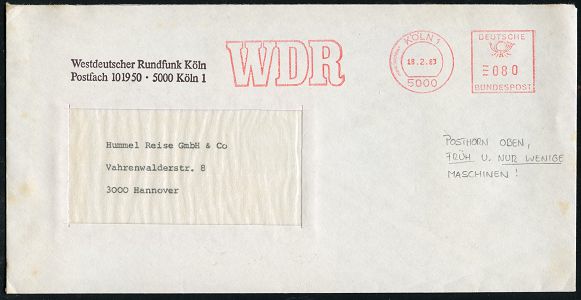 Westdeutscher Rundfunk Köln
Postfach 101950 · 5000 Köln 1
WDR
KÖLN 1
18.2.83
5000
DEUTSCHE
080
BUNDESPOST
Hummel Reise GmbH & Co
Vahrenwalderstr. 8
3000 Hannover
POSTHORN OBEN,
FRÜH U. NUR WENIGE
MASCHINEN!